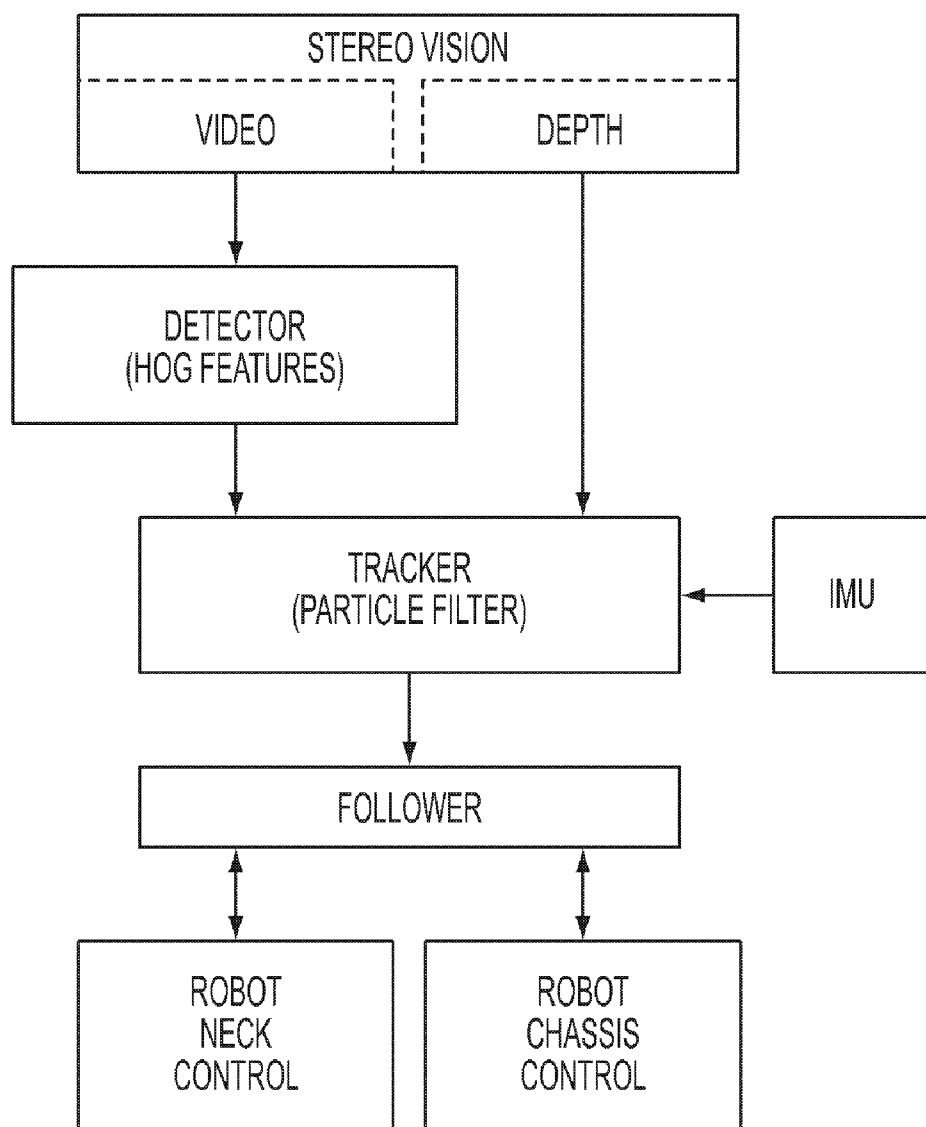 STEREO VISION
VIDEO
DEPTH
DETECTOR
(HOG FEATURES)
TRACKER
(PARTICLE FILTER)
IMU
FOLLOWER
ROBOT
NECK
CONTROL
ROBOT
CHASSIS
CONTROL